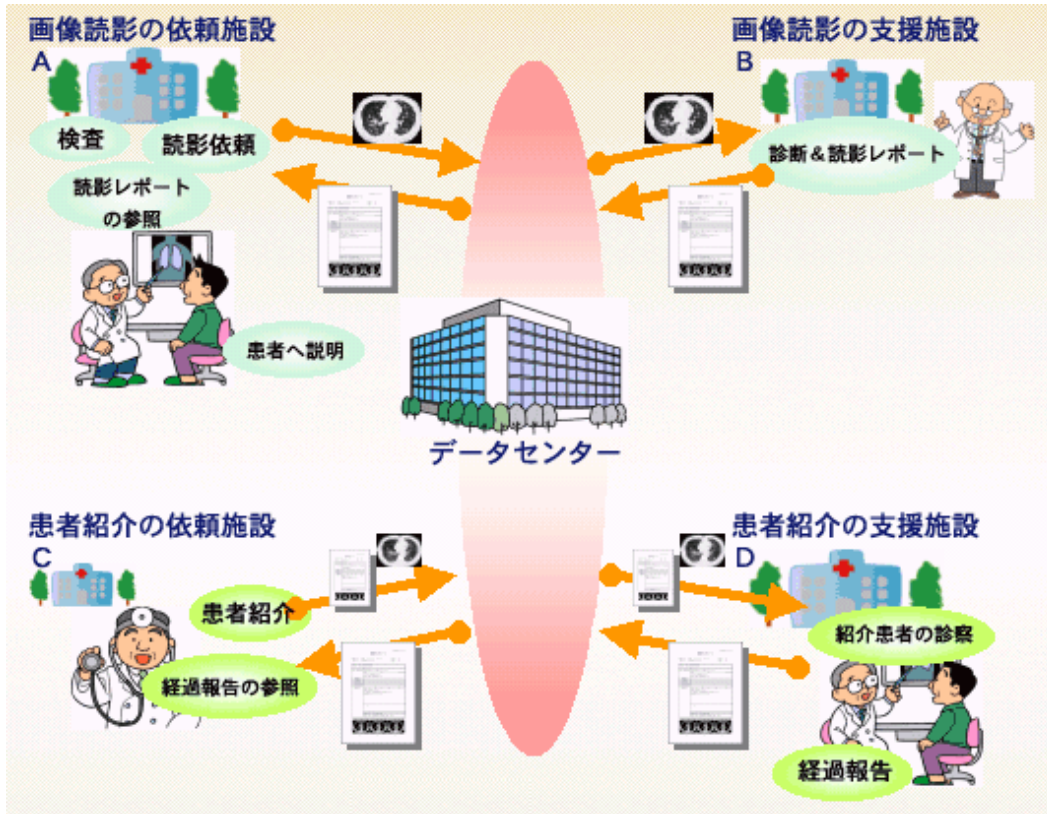 画像読影の依頼施設
A
検査
読影依頼
読影レポート
の参照
患者へ説明
画像読影の支援施設
B
診断＆読影レポート
データセンター
患者紹介の依頼施設
C
患者紹介
経過報告の参照
患者紹介の支援施設
D
紹介患者の診察
経過報告